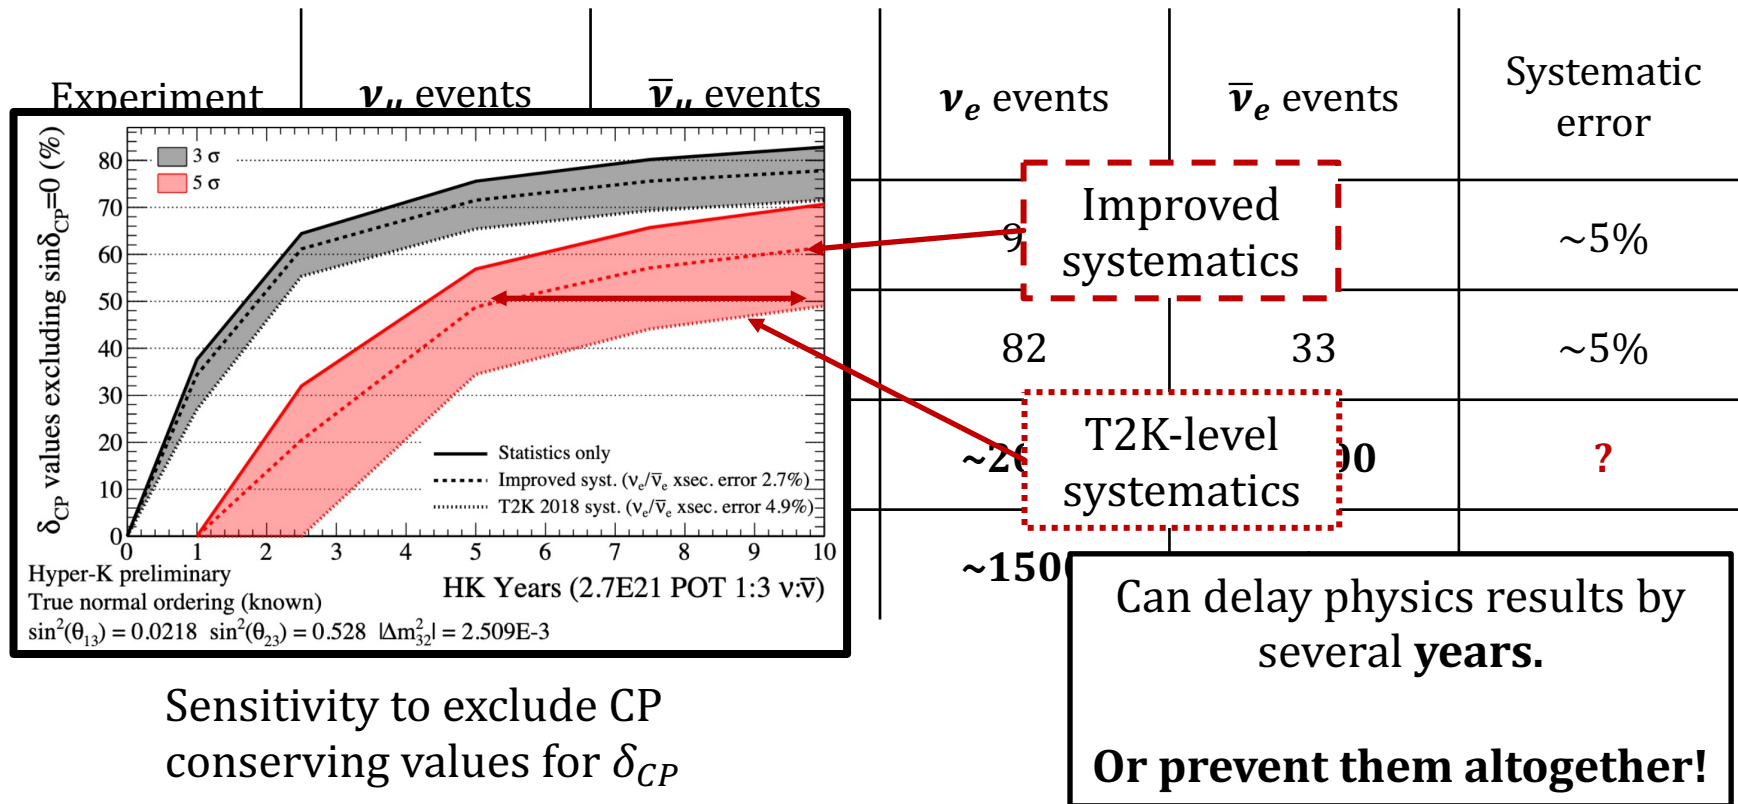 Experiment
ν_μ events
ν̅_μ events
𝝂_𝒆 events
ν̅_𝒆 events
Systematic
error
~5%
82
33
~5%
?
Improved
systematics
T2K-level
systematics
δ_CP values excluding sinδ_CP=0 (%)
80
70
60
50
40
30
20
10
0
3 σ
5 σ
Statistics only
Improved syst. (ν_e/ν̅_e xsec. error 2.7%)
T2K 2018 syst. (ν_e/ν̅_e xsec. error 4.9%)
0 1 2 3 4 5 6 7 8 9 10
HK Years (2.7E21 POT 1:3 ν:ν̅)
Hyper-K preliminary
True normal ordering (known)
sin²(θ₁₃) = 0.0218 sin²(θ₂₃) = 0.528 |Δm²₃₂| = 2.509E-3
Can delay physics results by
several years.
Or prevent them altogether!
Sensitivity to exclude CP
conserving values for δ_CP